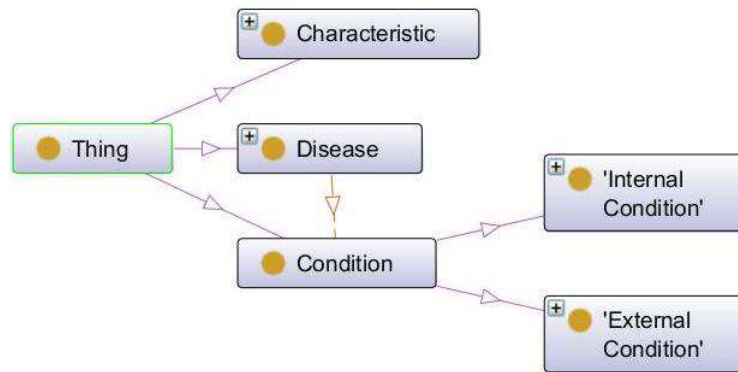 Characteristic
Thing
Disease
'Internal
Condition'
Condition
'External
Condition'